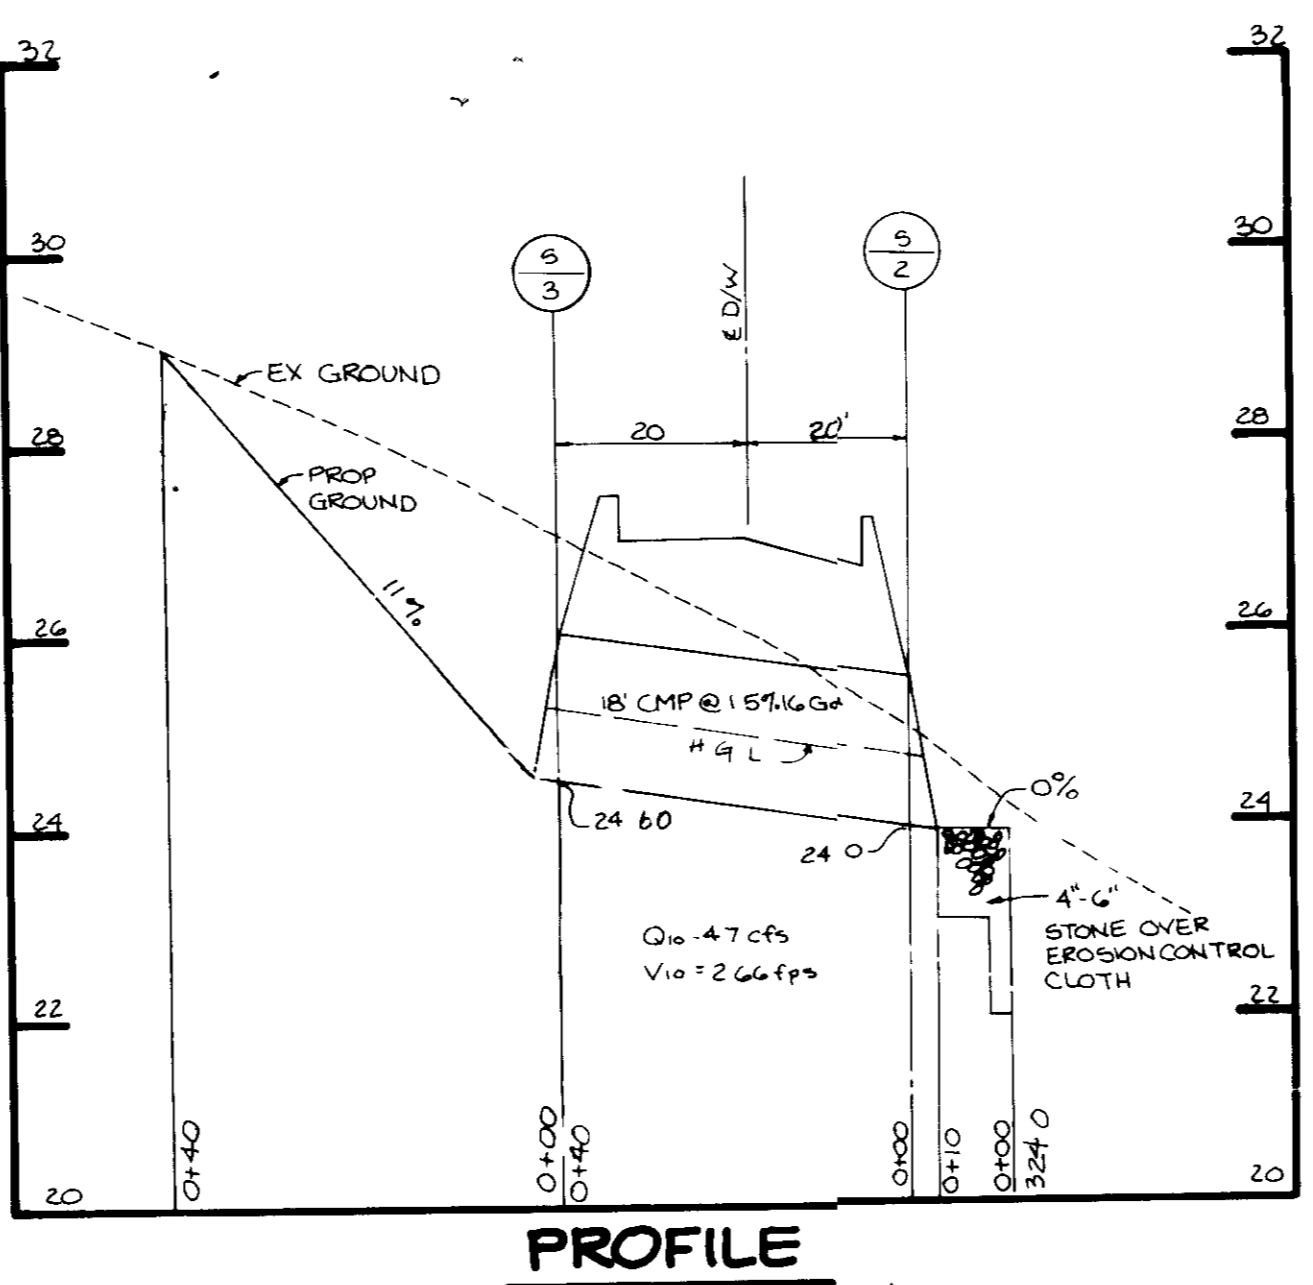 32
32
30
30
S
3
S
2
℄ D/W
EX GROUND
28
28
20
20'
PROP
GROUND
11%
26
26
18' CMP @ 1 5% 16 Ga
H G L
0%
24
24
24 60
24 0
4"-6"
STONE OVER
EROSION CONTROL
CLOTH
Q10 - 4 7 cfs
V10 = 2 66 fps
22
22
0+40
0+00
0+40
0+00
0+10
0+00
324 0
20
20
PROFILE